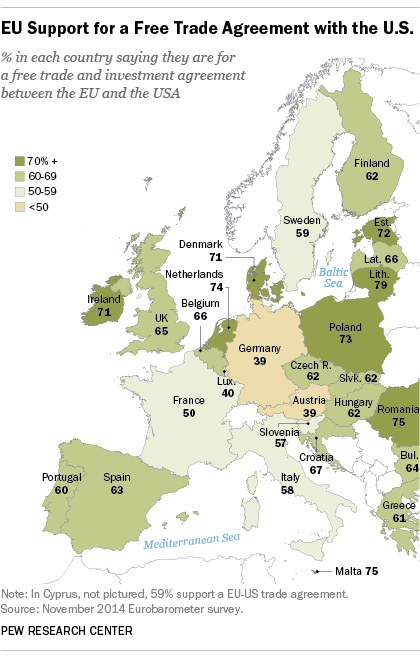 EU Support for a Free Trade Agreement with the U.S.
% in each country saying they are for
a free trade and investment agreement
between the EU and the USA
70% +
60-69
50-59
<50
Finland
62
Sweden
59
Est.
72
Lat. 66
Lith.
79
Baltic
Sea
Denmark
71
Netherlands
74
Belgium
66
Ireland
71
UK
65
Germany
39
Poland
73
Lux.
40
Czech R.
62
Slvk. 62
France
50
Austria
39
Hungary
62
Romania
75
Slovenia
57
Croatia
67
Bul.
64
Portugal
60
Spain
63
Italy
58
Greece
61
Mediterranean Sea
Malta 75
Note: In Cyprus, not pictured, 59% support a EU-US trade agreement.
Source: November 2014 Eurobarometer survey.
PEW RESEARCH CENTER